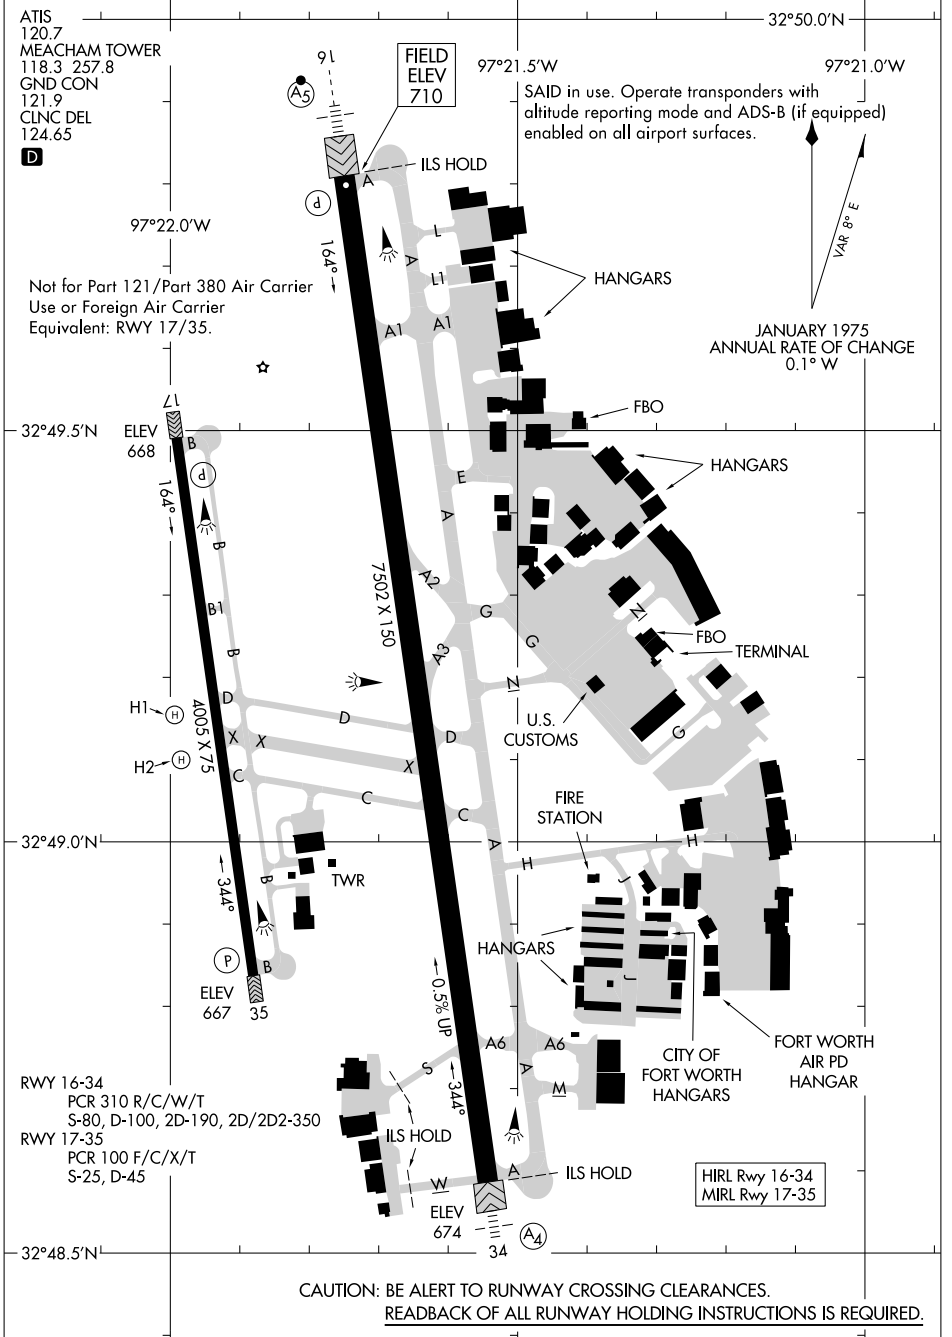 ATIS
120.7
MEACHAM TOWER
118.3 257.8
GND CON
121.9
CLNC DEL
124.65
D
32°50.0'N
16
A5
FIELD
ELEV
710
97°21.5'W
97°21.0'W
SAID in use. Operate transponders with
altitude reporting mode and ADS-B (if equipped)
enabled on all airport surfaces.
ILS HOLD
A
P
97°22.0'W
164°
L
A
L1
VAR 8° E
HANGARS
Not for Part 121/Part 380 Air Carrier
Use or Foreign Air Carrier
Equivalent: RWY 17/35.
A1
A1
JANUARY 1975
ANNUAL RATE OF CHANGE
0.1° W
17
FBO
32°49.5'N
ELEV
668
B
HANGARS
P
E
164°
A
B
7502 X 150
A2
B1
G
N
G
FBO
B
A3
TERMINAL
N
D
H1
H
D
4005 X 75
U.S.
CUSTOMS
G
X
X
D
H2
H
C
X
C
FIRE
STATION
C
32°49.0'N
A
H
H
TWR
J
B
344°
HANGARS
P
B
J
ELEV
667
35
0.5% UP
A6
A6
CITY OF
FORT WORTH
HANGARS
FORT WORTH
AIR PD
HANGAR
S
A
M
344°
RWY 16-34
PCR 310 R/C/W/T
S-80, D-100, 2D-190, 2D/2D2-350
RWY 17-35
PCR 100 F/C/X/T
S-25, D-45
ILS HOLD
W
A
ILS HOLD
HIRL Rwy 16-34
MIRL Rwy 17-35
ELEV
674
A4
34
32°48.5'N
CAUTION: BE ALERT TO RUNWAY CROSSING CLEARANCES.
READBACK OF ALL RUNWAY HOLDING INSTRUCTIONS IS REQUIRED.